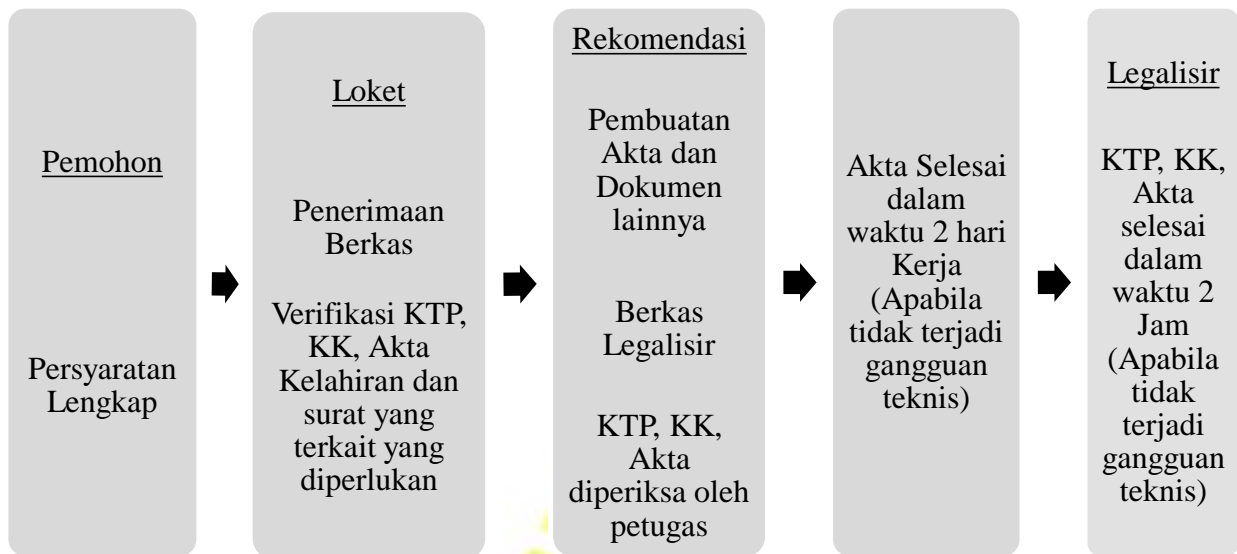 Pemohon
Persyaratan
Lengkap
Loket
Penerimaan
Berkas
Verifikasi KTP,
KK, Akta
Kelahiran dan
surat yang
terkait yang
diperlukan
Rekomendasi
Pembuatan
Akta dan
Dokumen
lainnya
Berkas
Legalisir
KTP, KK,
Akta
diperiksa oleh
petugas
Akta Selesai
dalam
waktu 2 hari
Kerja
(Apabila
tidak terjadi
gangguan
teknis)
Legalisir
KTP, KK,
Akta
selesai
dalam
waktu 2
Jam
(Apabila
tidak
terjadi
gangguan
teknis)